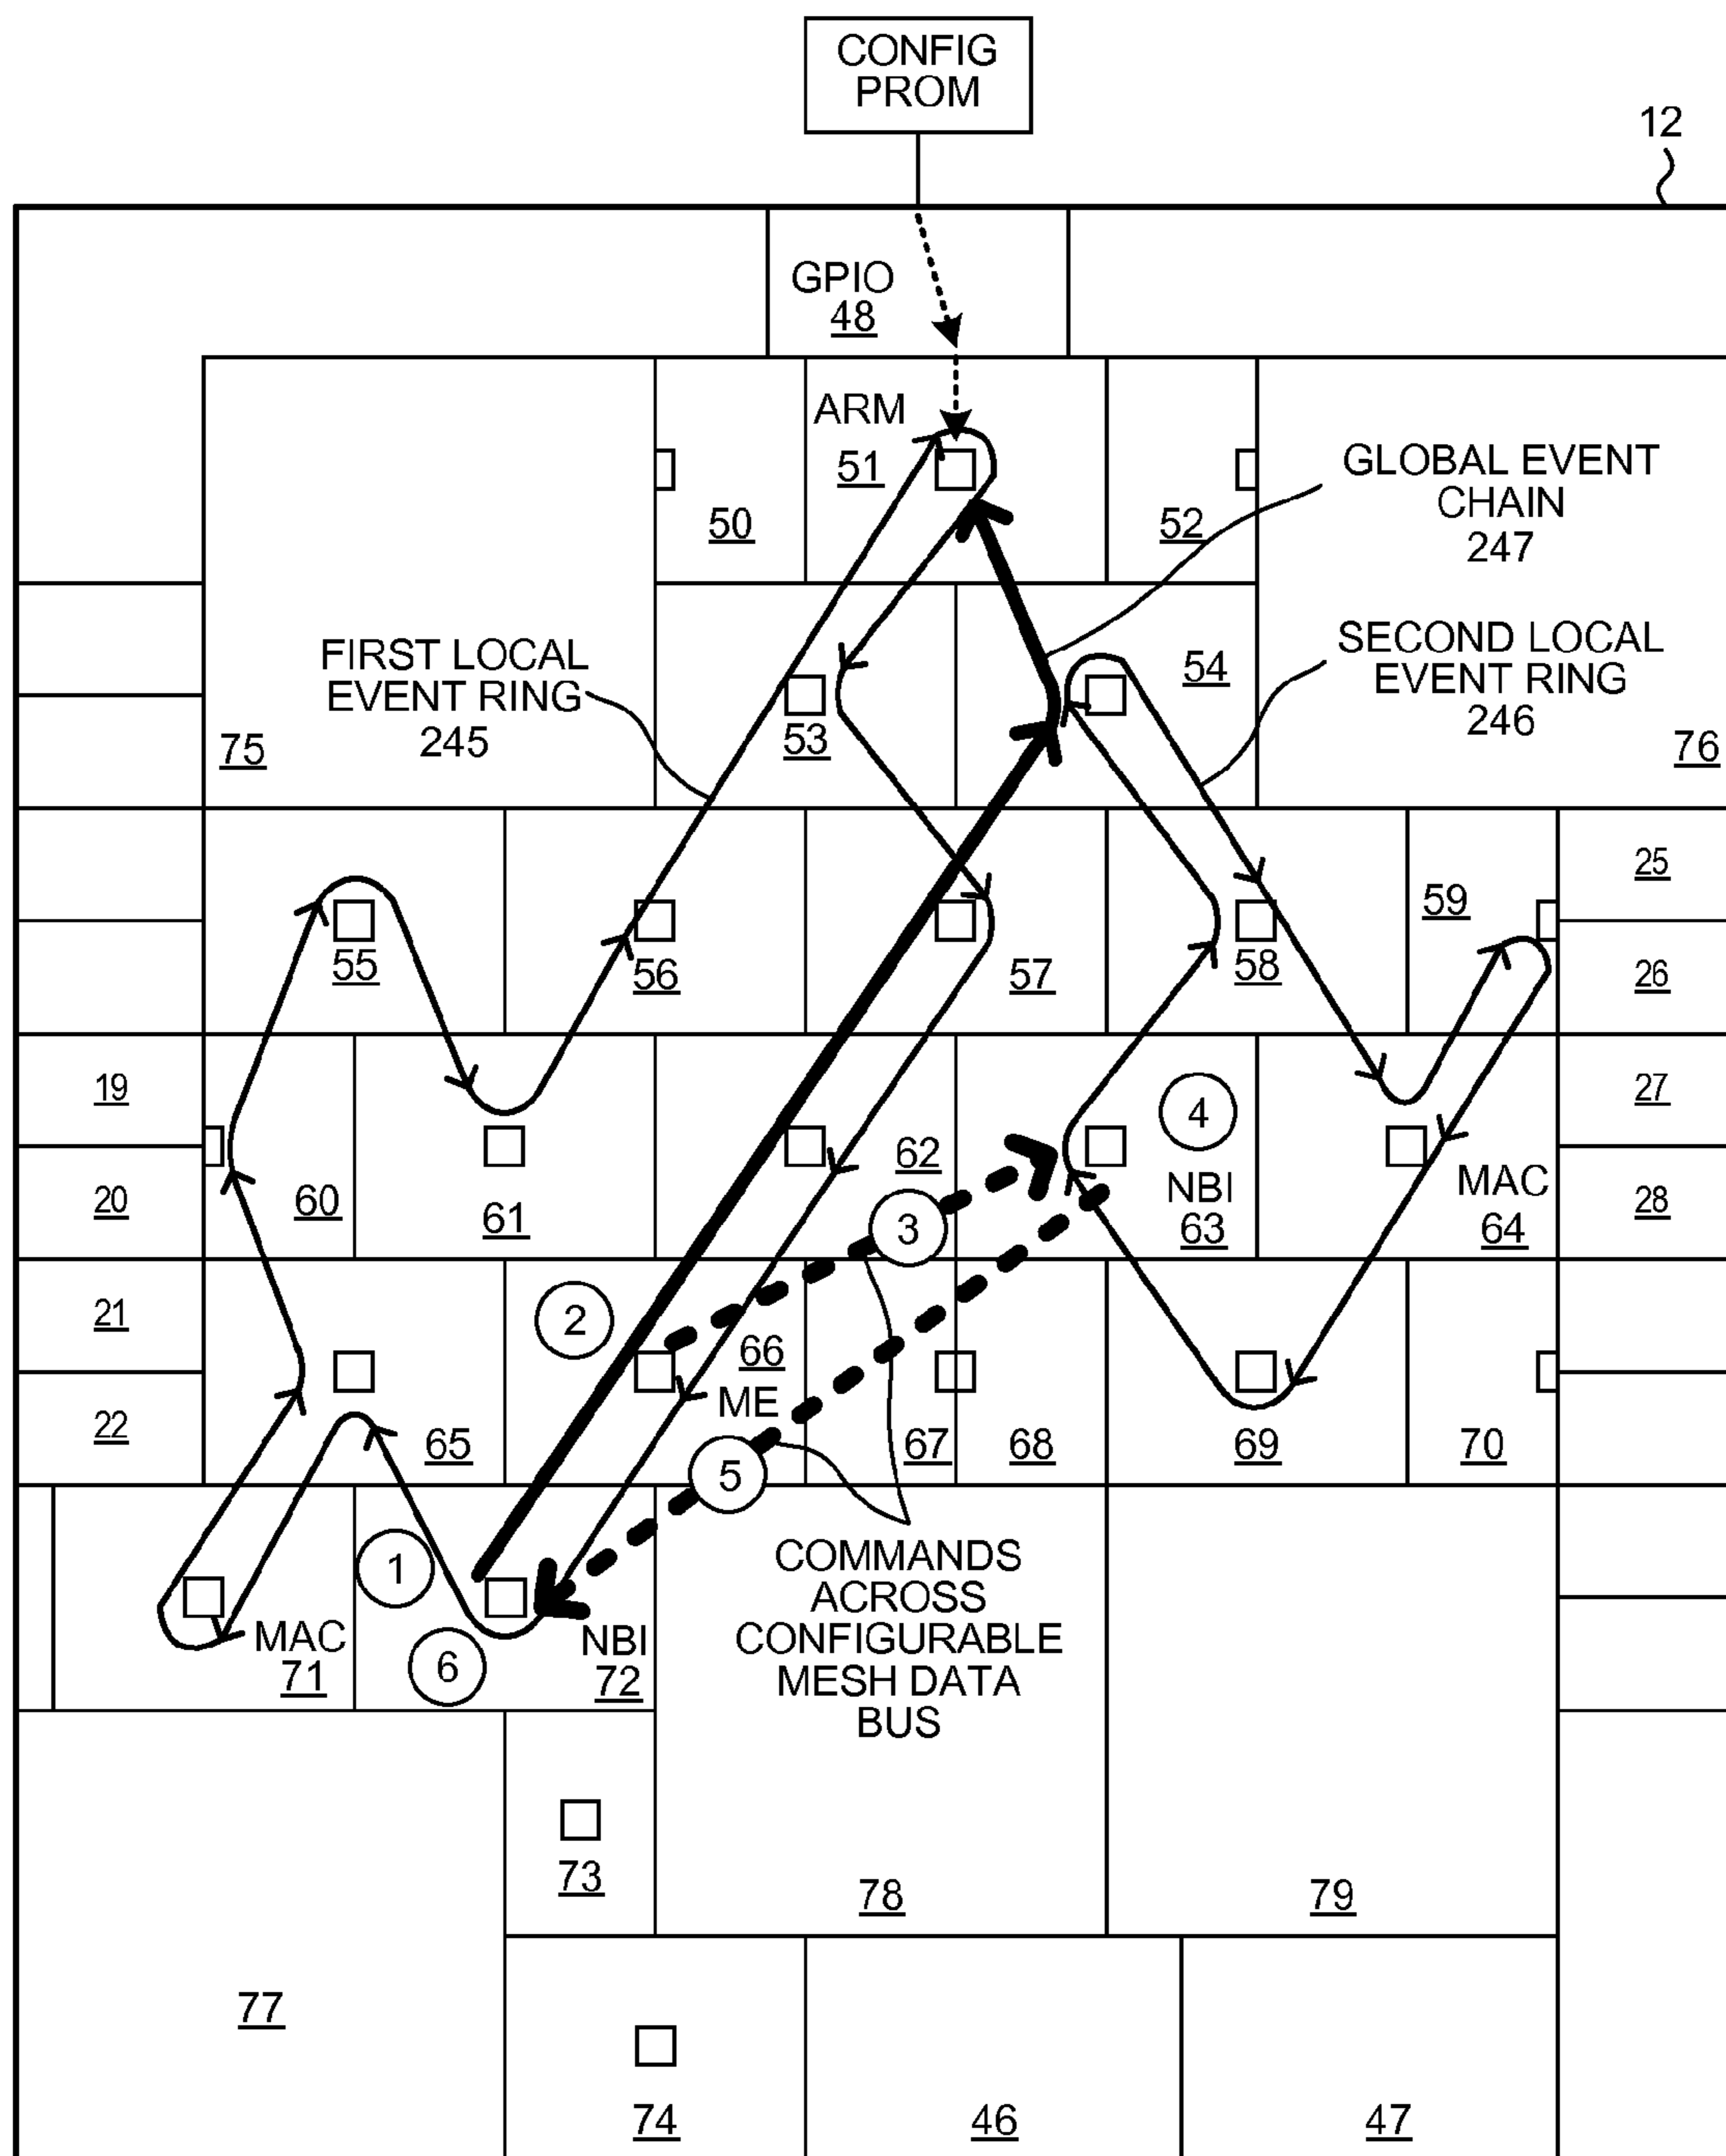 CONFIG
PROM
12
GPIO
48
ARM
51
50
52
GLOBAL EVENT
CHAIN
247
FIRST LOCAL
EVENT RING
245
SECOND LOCAL
EVENT RING
246
54
53
75
76
25
59
55
56
57
58
26
19
4
27
20
60
61
62
NBI
63
MAC
64
28
3
21
2
66
ME
22
65
67
68
69
70
5
1
COMMANDS
ACROSS
CONFIGURABLE
MESH DATA
BUS
MAC
71
6
NBI
72
73
78
79
77
74
46
47